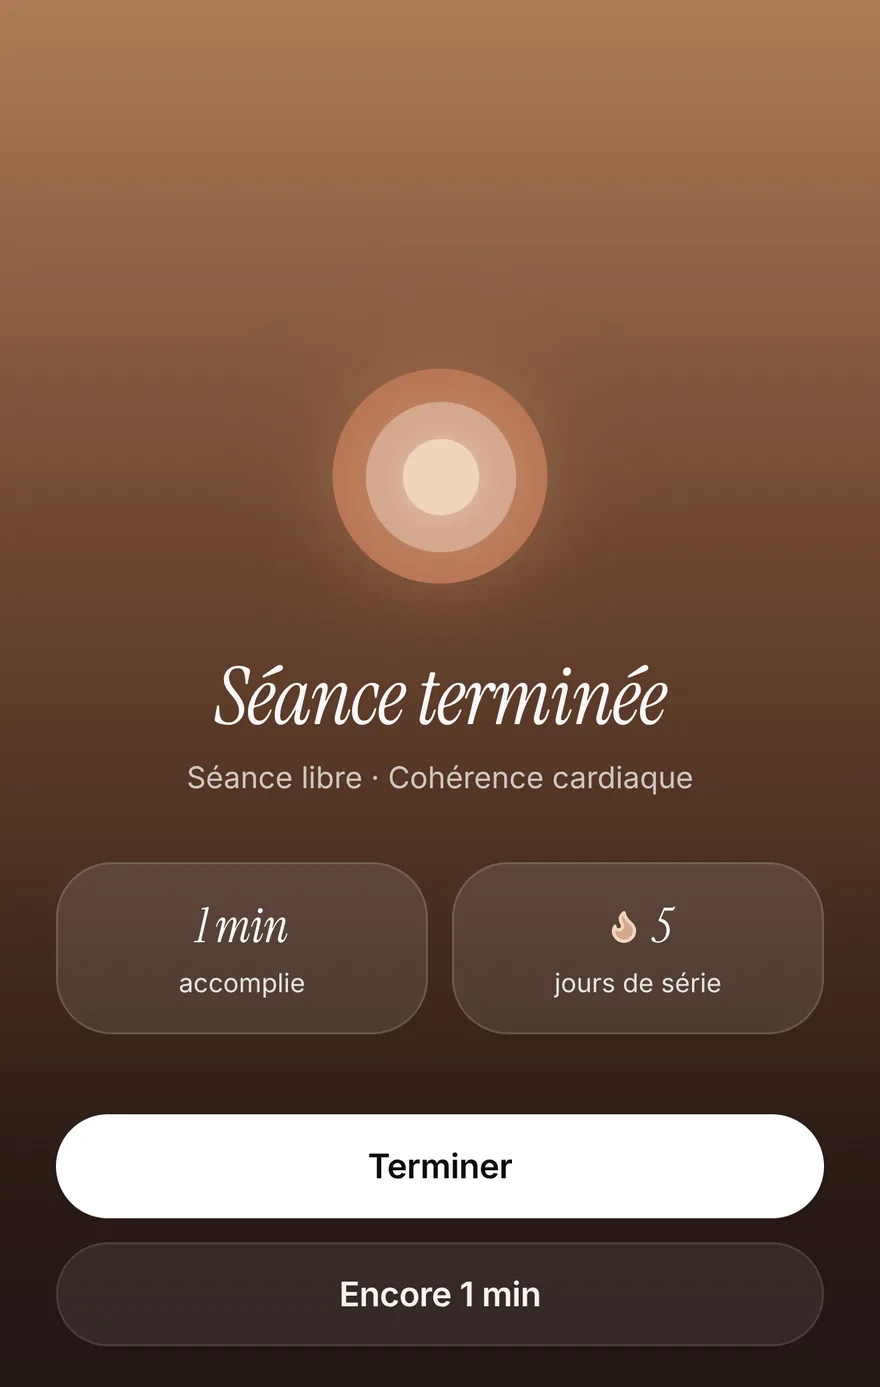 Séance terminée
Séance libre · Cohérence cardiaque
1 min
accomplie
5
jours de série
Terminer
Encore 1 min